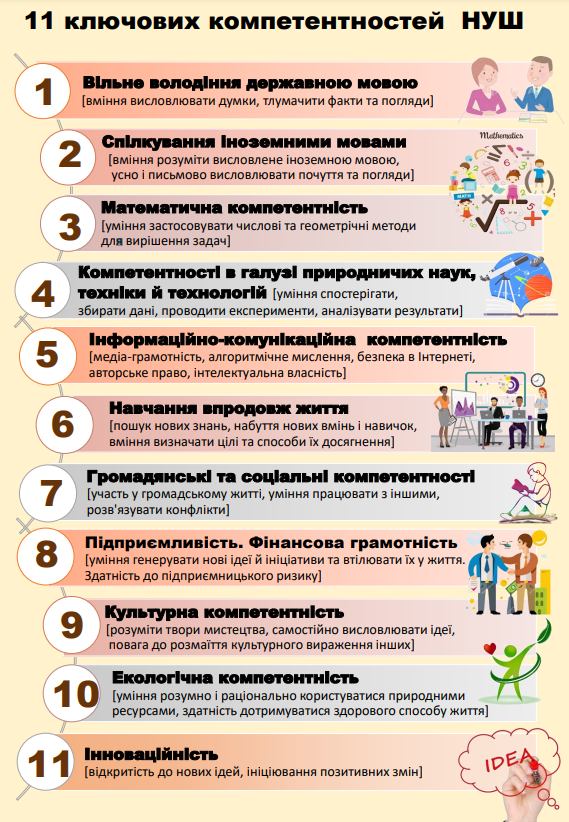 11 ключових компетентностей НУШ
1
Вільне володіння державною мовою
[вміння висловлювати думки, тлумачити факти та погляди]
2
Спілкування іноземними мовами
[вміння розуміти висловлене іноземною мовою,
усно і письмово висловлювати почуття та погляди]
Mathematics
MATH
3
Математична компетентність
[уміння застосовувати числові та геометричні методи
для вирішення задач]
4
Компетентності в галузі природничих наук,
техніки й технологій [уміння спостерігати,
збирати дані, проводити експерименти, аналізувати результати]
5
Інформаційно-комунікаційна компетентність
[медіа-грамотність, алгоритмічне мислення, безпека в Інтернеті,
авторське право, інтелектуальна власність]
6
Навчання впродовж життя
[пошук нових знань, набуття нових вмінь і навичок,
вміння визначати цілі та способи їх досягнення]
7
Громадянські та соціальні компетентності
[участь у громадському житті, уміння працювати з іншими,
розв'язувати конфлікти]
8
Підприємливість. Фінансова грамотність
[уміння генерувати нові ідеї й ініціативи та втілювати їх у життя.
Здатність до підприємницького ризику]
9
Культурна компетентність
[розуміти твори мистецтва, самостійно висловлювати ідеї,
повага до розмаїття культурного вираження інших]
10
Екологічна компетентність
[уміння розумно і раціонально користуватися природними
ресурсами, здатність дотримуватися здорового способу життя]
11
Інноваційність
[відкритість до нових ідей, ініціювання позитивних змін]
IDEA